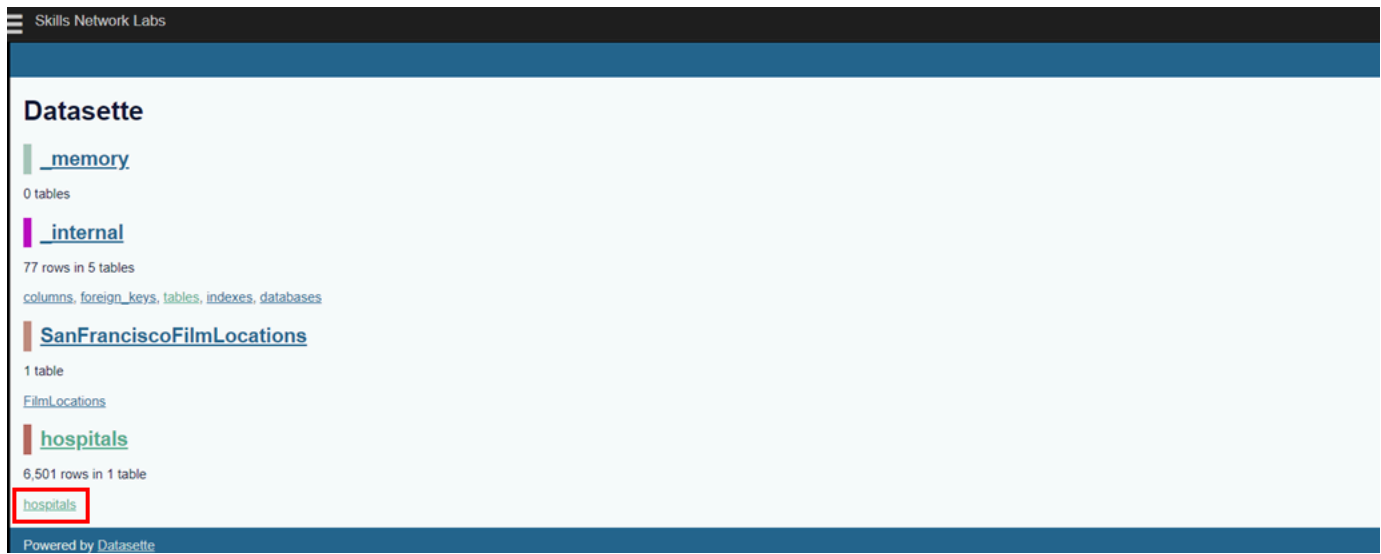 Skills Network Labs
Datasette
_memory
0 tables
_internal
77 rows in 5 tables
columns, foreign_keys, tables, indexes, databases
SanFranciscoFilmLocations
1 table
FilmLocations
hospitals
6,501 rows in 1 table
hospitals
Powered by Datasette